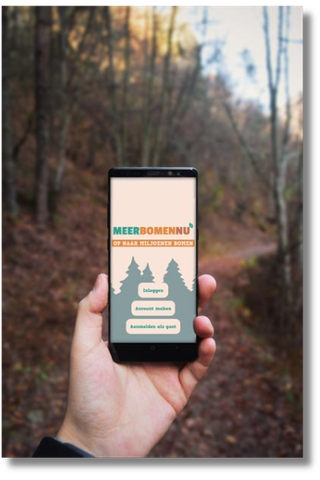 MEERBOMENNU
OP NAAR MILJOENEN BOMEN
Inloggen
Account maken
Aanmelden als gast